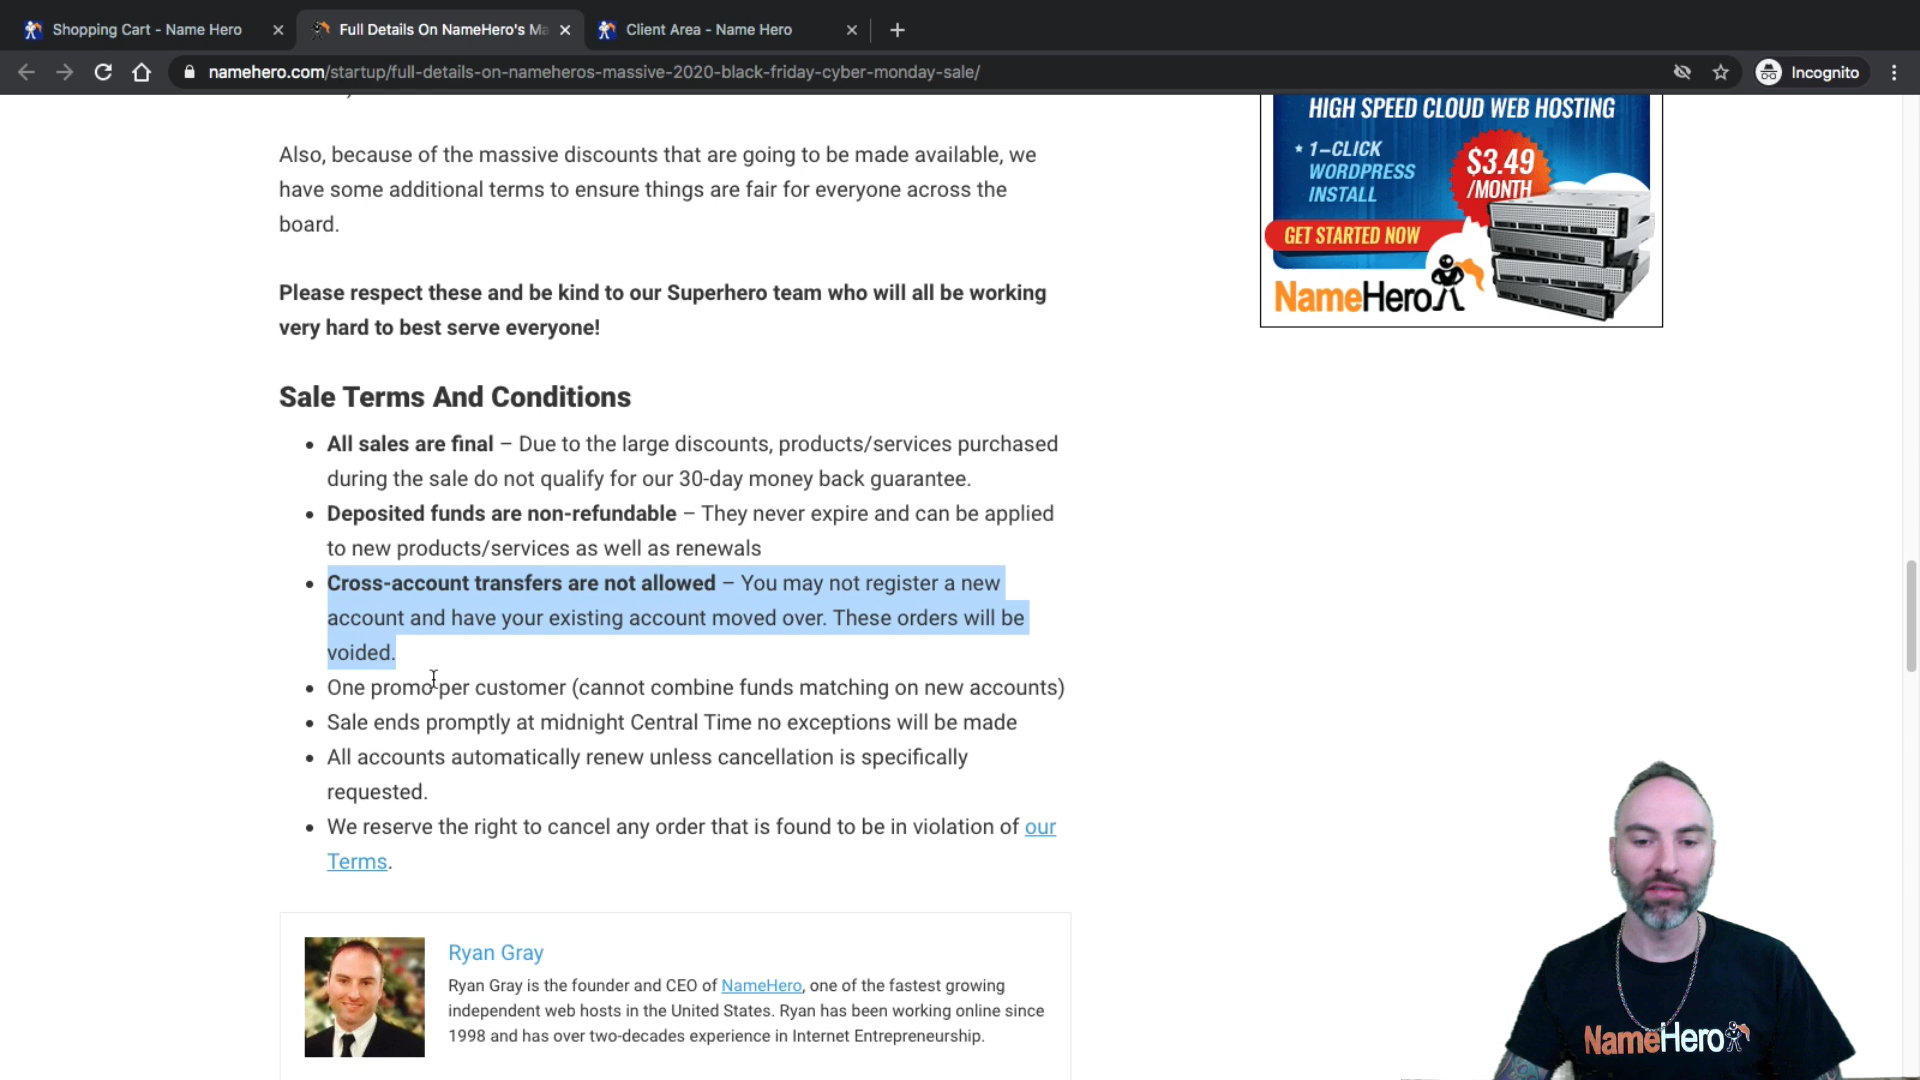 Shopping Cart - Name Hero
Full Details On NameHero's Ma
Client Area - Name Hero
namehero.com/startup/full-details-on-nameheros-massive-2020-black-friday-cyber-monday-sale/
Incognito
Also, because of the massive discounts that are going to be made available, we
have some additional terms to ensure things are fair for everyone across the
board.
Please respect these and be kind to our Superhero team who will all be working
very hard to best serve everyone!
Sale Terms And Conditions
• All sales are final – Due to the large discounts, products/services purchased
during the sale do not qualify for our 30-day money back guarantee.
• Deposited funds are non-refundable – They never expire and can be applied
to new products/services as well as renewals
• Cross-account transfers are not allowed – You may not register a new
account and have your existing account moved over. These orders will be
voided.
• One promo per customer (cannot combine funds matching on new accounts)
• Sale ends promptly at midnight Central Time no exceptions will be made
• All accounts automatically renew unless cancellation is specifically
requested.
• We reserve the right to cancel any order that is found to be in violation of our
Terms.
Ryan Gray
Ryan Gray is the founder and CEO of NameHero, one of the fastest growing
independent web hosts in the United States. Ryan has been working online since
1998 and has over two-decades experience in Internet Entrepreneurship.
HIGH SPEED CLOUD WEB HOSTING
* 1-CLICK
WORDPRESS
INSTALL
$3.49
/MONTH
GET STARTED NOW
NameHero
NameHero